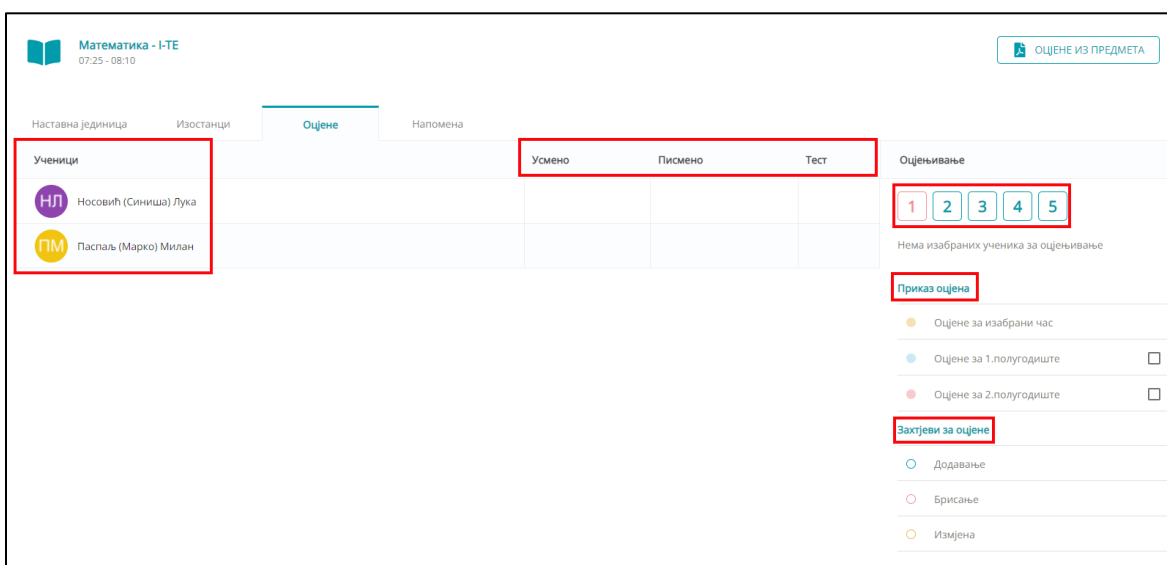 Математика - I-TE
07:25 - 08:10
ОЦЈЕНЕ ИЗ ПРЕДМЕТА
Наставна јединица Изостанци Оцјене Напомена
Ученици Усмено Писмено Тест Оцјењивање
НЛ Носовић (Синиша) Лука
1 2 3 4 5
ПМ Паспаљ (Марко) Милан
Нема изабраних ученика за оцјењивање
Приказ оцјена
Оцјене за изабрани час
Оцјене за 1.полугодиште
Оцјене за 2.полугодиште
Захтјеви за оцјене
Додавање
Брисање
Измјена